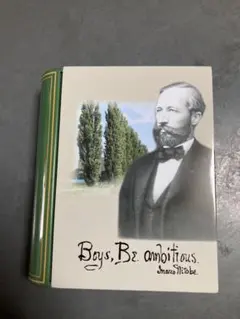 Boys, Be ambitious.
Inazo Nitobe.